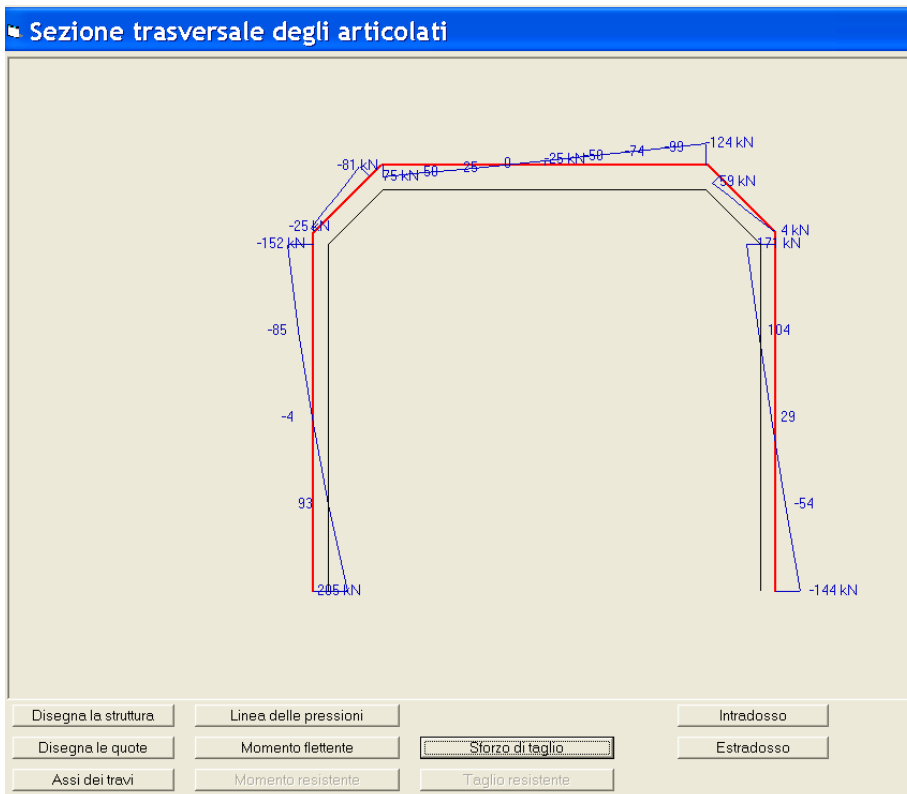 Sezione trasversale degli articolati
-124 kN
-81 kN 75 kN 50 25 0 -25 kN -50 -74 -99
59 kN
-25 kN 4 kN
-152 kN 171 kN
-85 104
-4 29
93 -54
205 kN -144 kN
Disegna la struttura Linea delle pressioni Intradosso
Disegna le quote Momento flettente Sforzo di taglio Estradosso
Assi dei travi Momento resistente Taglio resistente